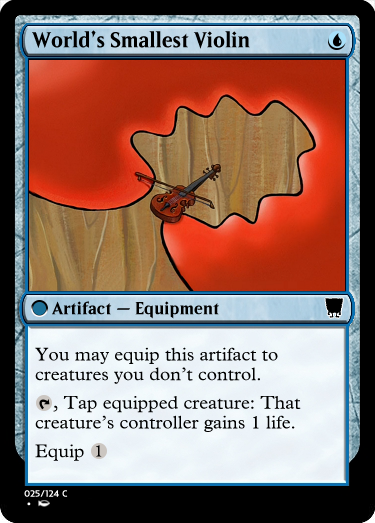 World's Smallest Violin
Artifact — Equipment
You may equip this artifact to
creatures you don't control.
, Tap equipped creature: That
creature's controller gains 1 life.
Equip 1
025/124 C